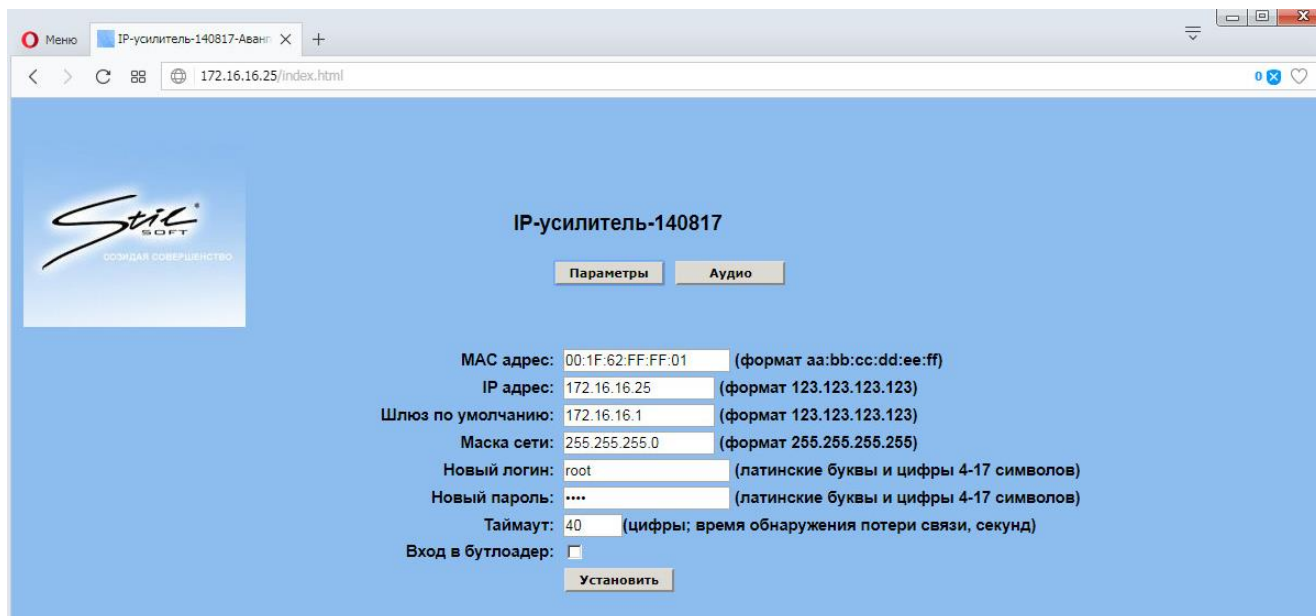 Меню
IP-усилитель-140817-Аванг
172.16.16.25/index.html
0
Stil
SOFT
СОЗИДАЯ СОВЕРШЕНСТВО
IP-усилитель-140817
Параметры Аудио
MAC адрес: 00:1F:62:FF:FF:01 (формат aa:bb:cc:dd:ee:ff)
IP адрес: 172.16.16.25 (формат 123.123.123.123)
Шлюз по умолчанию: 172.16.16.1 (формат 123.123.123.123)
Маска сети: 255.255.255.0 (формат 255.255.255.255)
Новый логин: root (латинские буквы и цифры 4-17 символов)
Новый пароль: •••• (латинские буквы и цифры 4-17 символов)
Таймаут: 40 (цифры; время обнаружения потери связи, секунд)
Вход в бутлоадер:
Установить